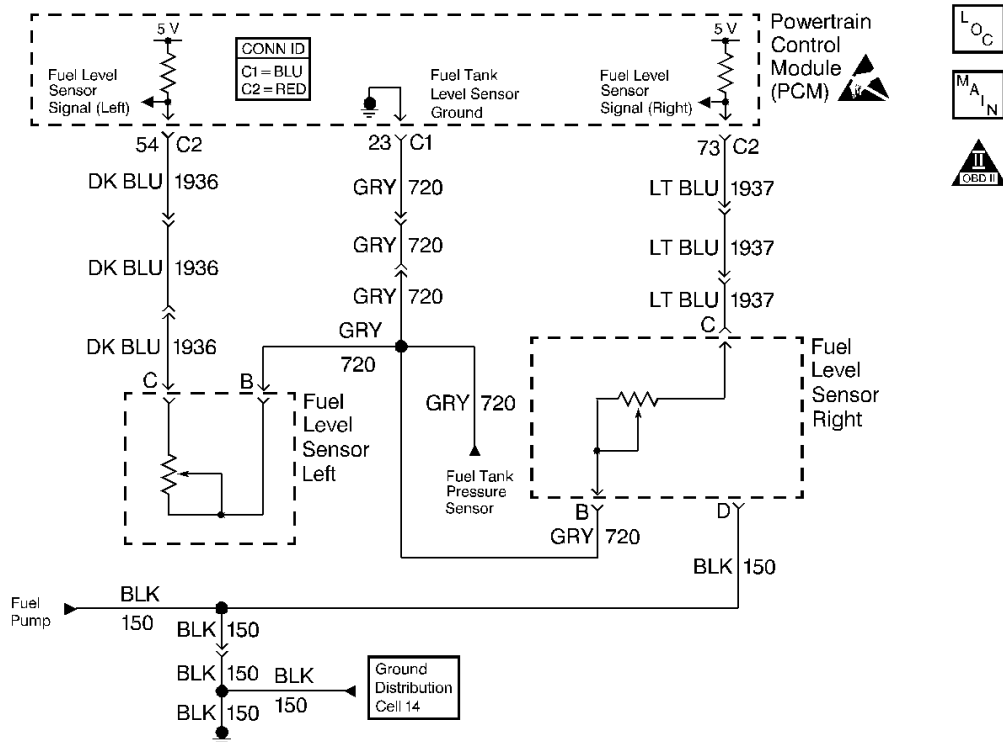 5 V
CONN ID
C1 = BLU
C2 = RED
Fuel Level
Sensor
Signal (Left)
Fuel Tank
Level Sensor
Ground
Fuel Level
Sensor
Signal (Right)
5 V
Powertrain
Control
Module
(PCM)
L O C
M A I N
II
OBD II
54 C2
23 C1
73 C2
DK BLU 1936
GRY 720
LT BLU 1937
DK BLU 1936
GRY 720
LT BLU 1937
DK BLU 1936
GRY 720
LT BLU 1937
GRY
720
C
B
Fuel
Level
Sensor
Left
GRY 720
Fuel Tank
Pressure
Sensor
C
Fuel
Level
Sensor
Right
B
D
GRY 720
BLK 150
Fuel
Pump
BLK
150
BLK 150
BLK 150
BLK
150
BLK 150
Ground
Distribution
Cell 14